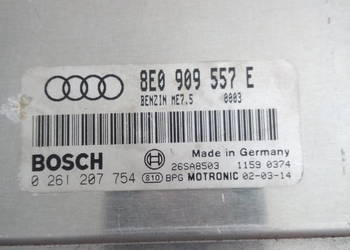 8E0 909 557 E
BENZIN ME7.5 0003
Made in Germany
BOSCH
26SA8503 1159 0374
0 261 207 754 S10 BPG MOTRONIC 02-03-14